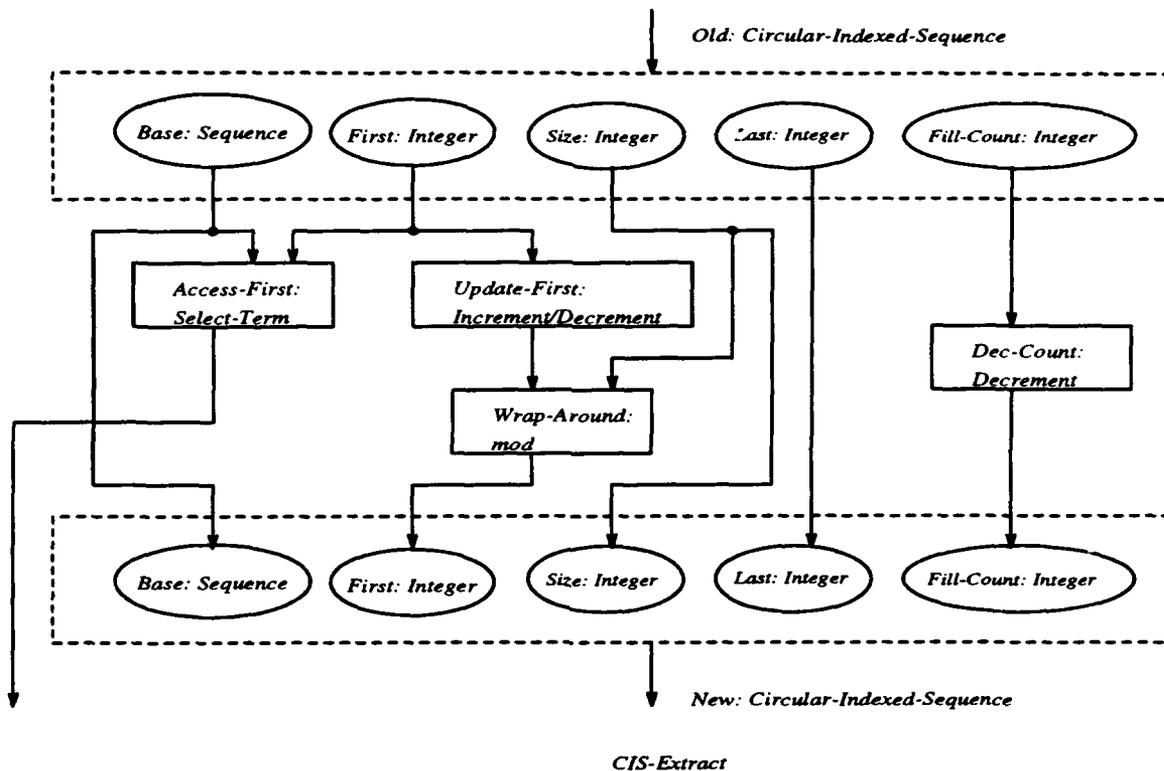 Old: Circular-Indexed-Sequence
Base: Sequence
First: Integer
Size: Integer
Last: Integer
Fill-Count: Integer
Access-First:
Select-Term
Update-First:
Increment/Decrement
Dec-Count:
Decrement
Wrap-Around:
mod
Base: Sequence
First: Integer
Size: Integer
Last: Integer
Fill-Count: Integer
New: Circular-Indexed-Sequence
CIS-Extract